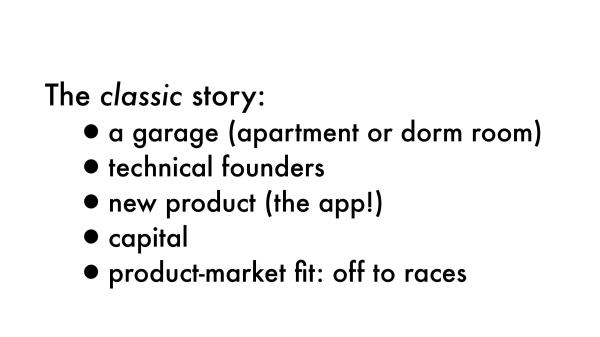 The classic story:
● a garage (apartment or dorm room)
● technical founders
● new product (the app!)
● capital
● product-market fit: off to races